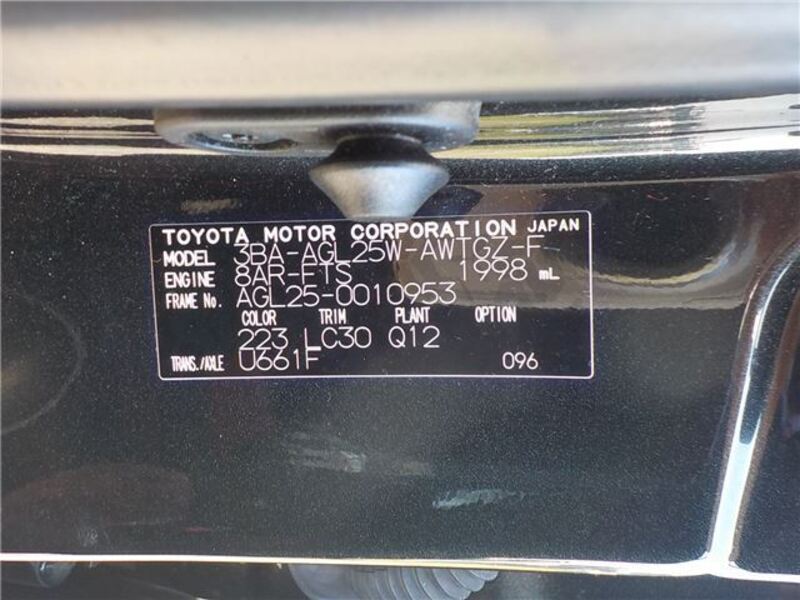 TOYOTA MOTOR CORPORATION JAPAN
MODEL 3BA-AGL25W-AWTGZ-F
ENGINE 8AR-FTS 1998 mL
FRAME No. AGL25-0010953
COLOR TRIM PLANT OPTION
223 LC30 Q12
TRANS./AXLE U661F 096